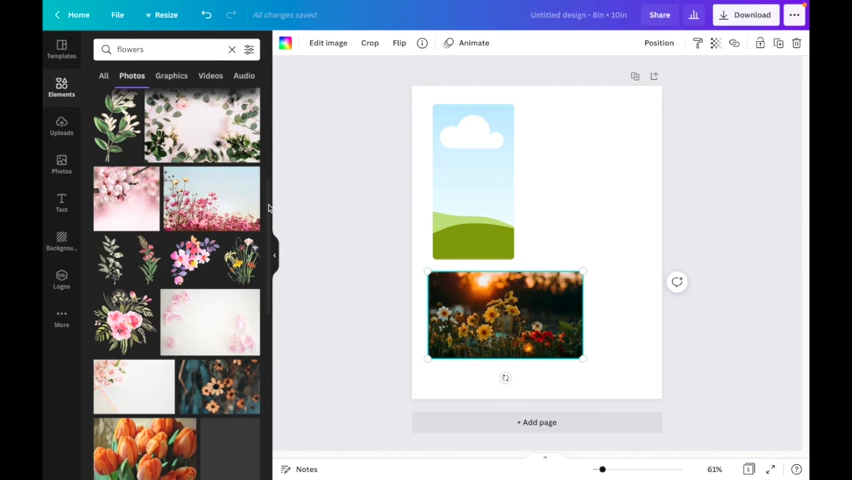 Home
File
Resize
All changes saved
Untitled design - 8in × 10in
Share
Download
Templates
Elements
Uploads
Photos
Text
Backgrou...
Logos
More
flowers
All
Photos
Graphics
Videos
Audio
Edit image
Crop
Flip
Animate
Position
+ Add page
Notes
61%
1